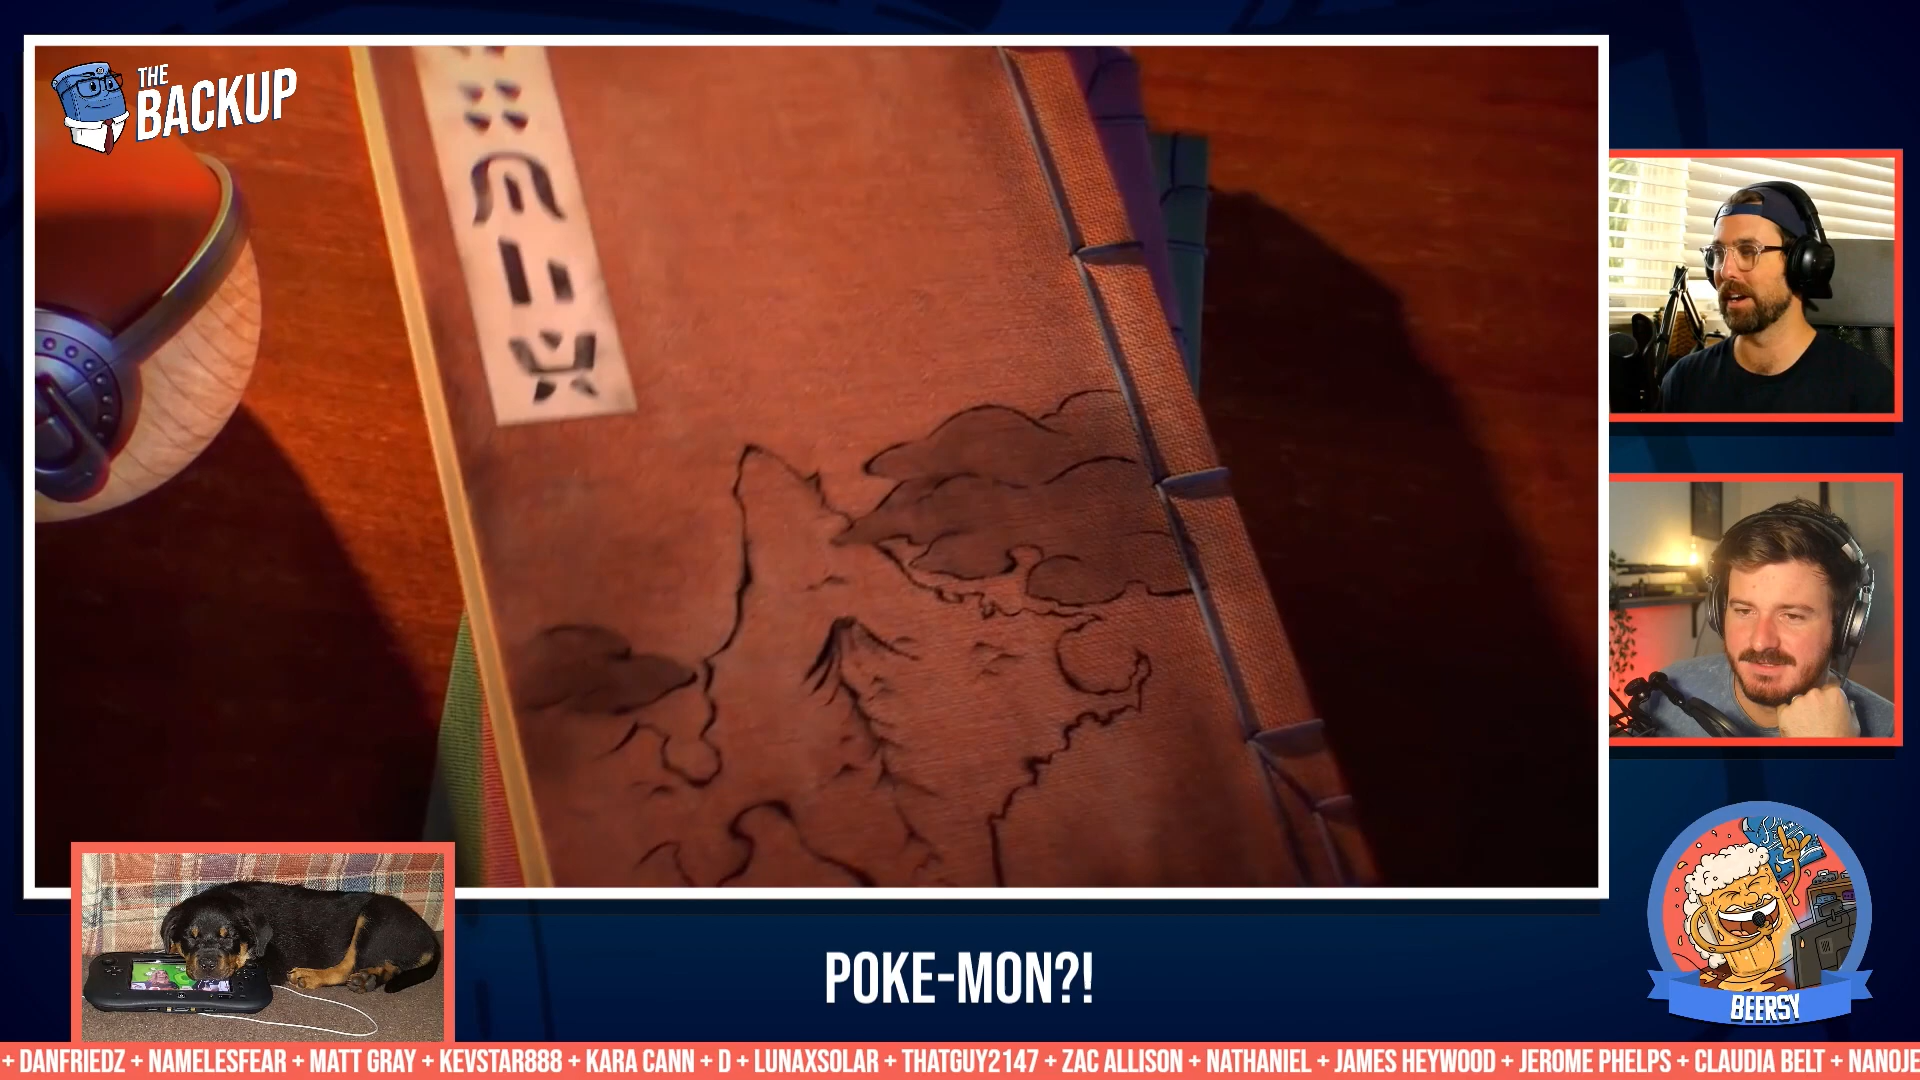 THE
BACKUP
POKE-MON?!
BEERSY
+ DANFRIEDZ + NAMELESFEAR + MATT GRAY + KEVSTAR888 + KARA CANN + D + LUNAXSOLAR + THATGUY2147 + ZAC ALLISON + NATHANIEL + JAMES HEYWOOD + JEROME PHELPS + CLAUDIA BELT + NANOJE